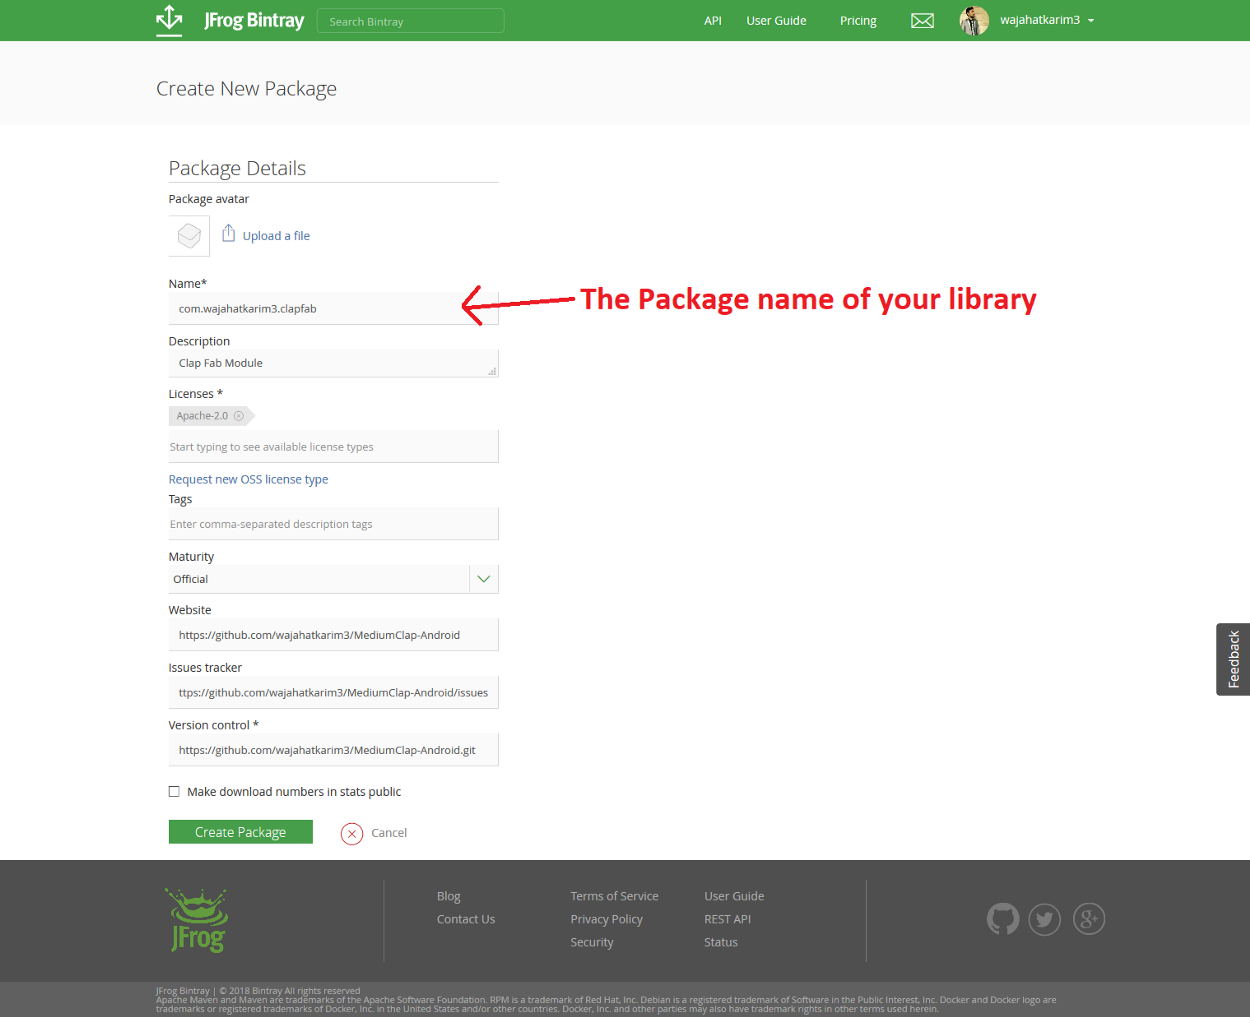 JFrog Bintray
Search Bintray
API
User Guide
Pricing
wajahatkarim3
Create New Package
Package Details
Package avatar
Upload a file
Name*
com.wajahatkarim3.clapfab
The Package name of your library
Description
Clap Fab Module
Licenses *
Apache-2.0
Start typing to see available license types
Request new OSS license type
Tags
Enter comma-separated description tags
Maturity
Official
Website
https://github.com/wajahatkarim3/MediumClap-Android
Issues tracker
ttps://github.com/wajahatkarim3/MediumClap-Android/issues
Version control *
https://github.com/wajahatkarim3/MediumClap-Android.git
Make download numbers in stats public
Create Package
Cancel
Feedback
JFrog
Blog
Contact Us
Terms of Service
Privacy Policy
Security
User Guide
REST API
Status
g+
JFrog Bintray | © 2018 Bintray All rights reserved
Apache Maven and Maven are trademarks of the Apache Software Foundation. RPM is a trademark of Red Hat, Inc. Debian is a registered trademark of Software in the Public Interest, Inc. Docker and Docker logo are
trademarks or registered trademarks of Docker, Inc. in the United States and/or other countries. Docker, Inc. and other parties may also have trademark rights in other terms used herein.